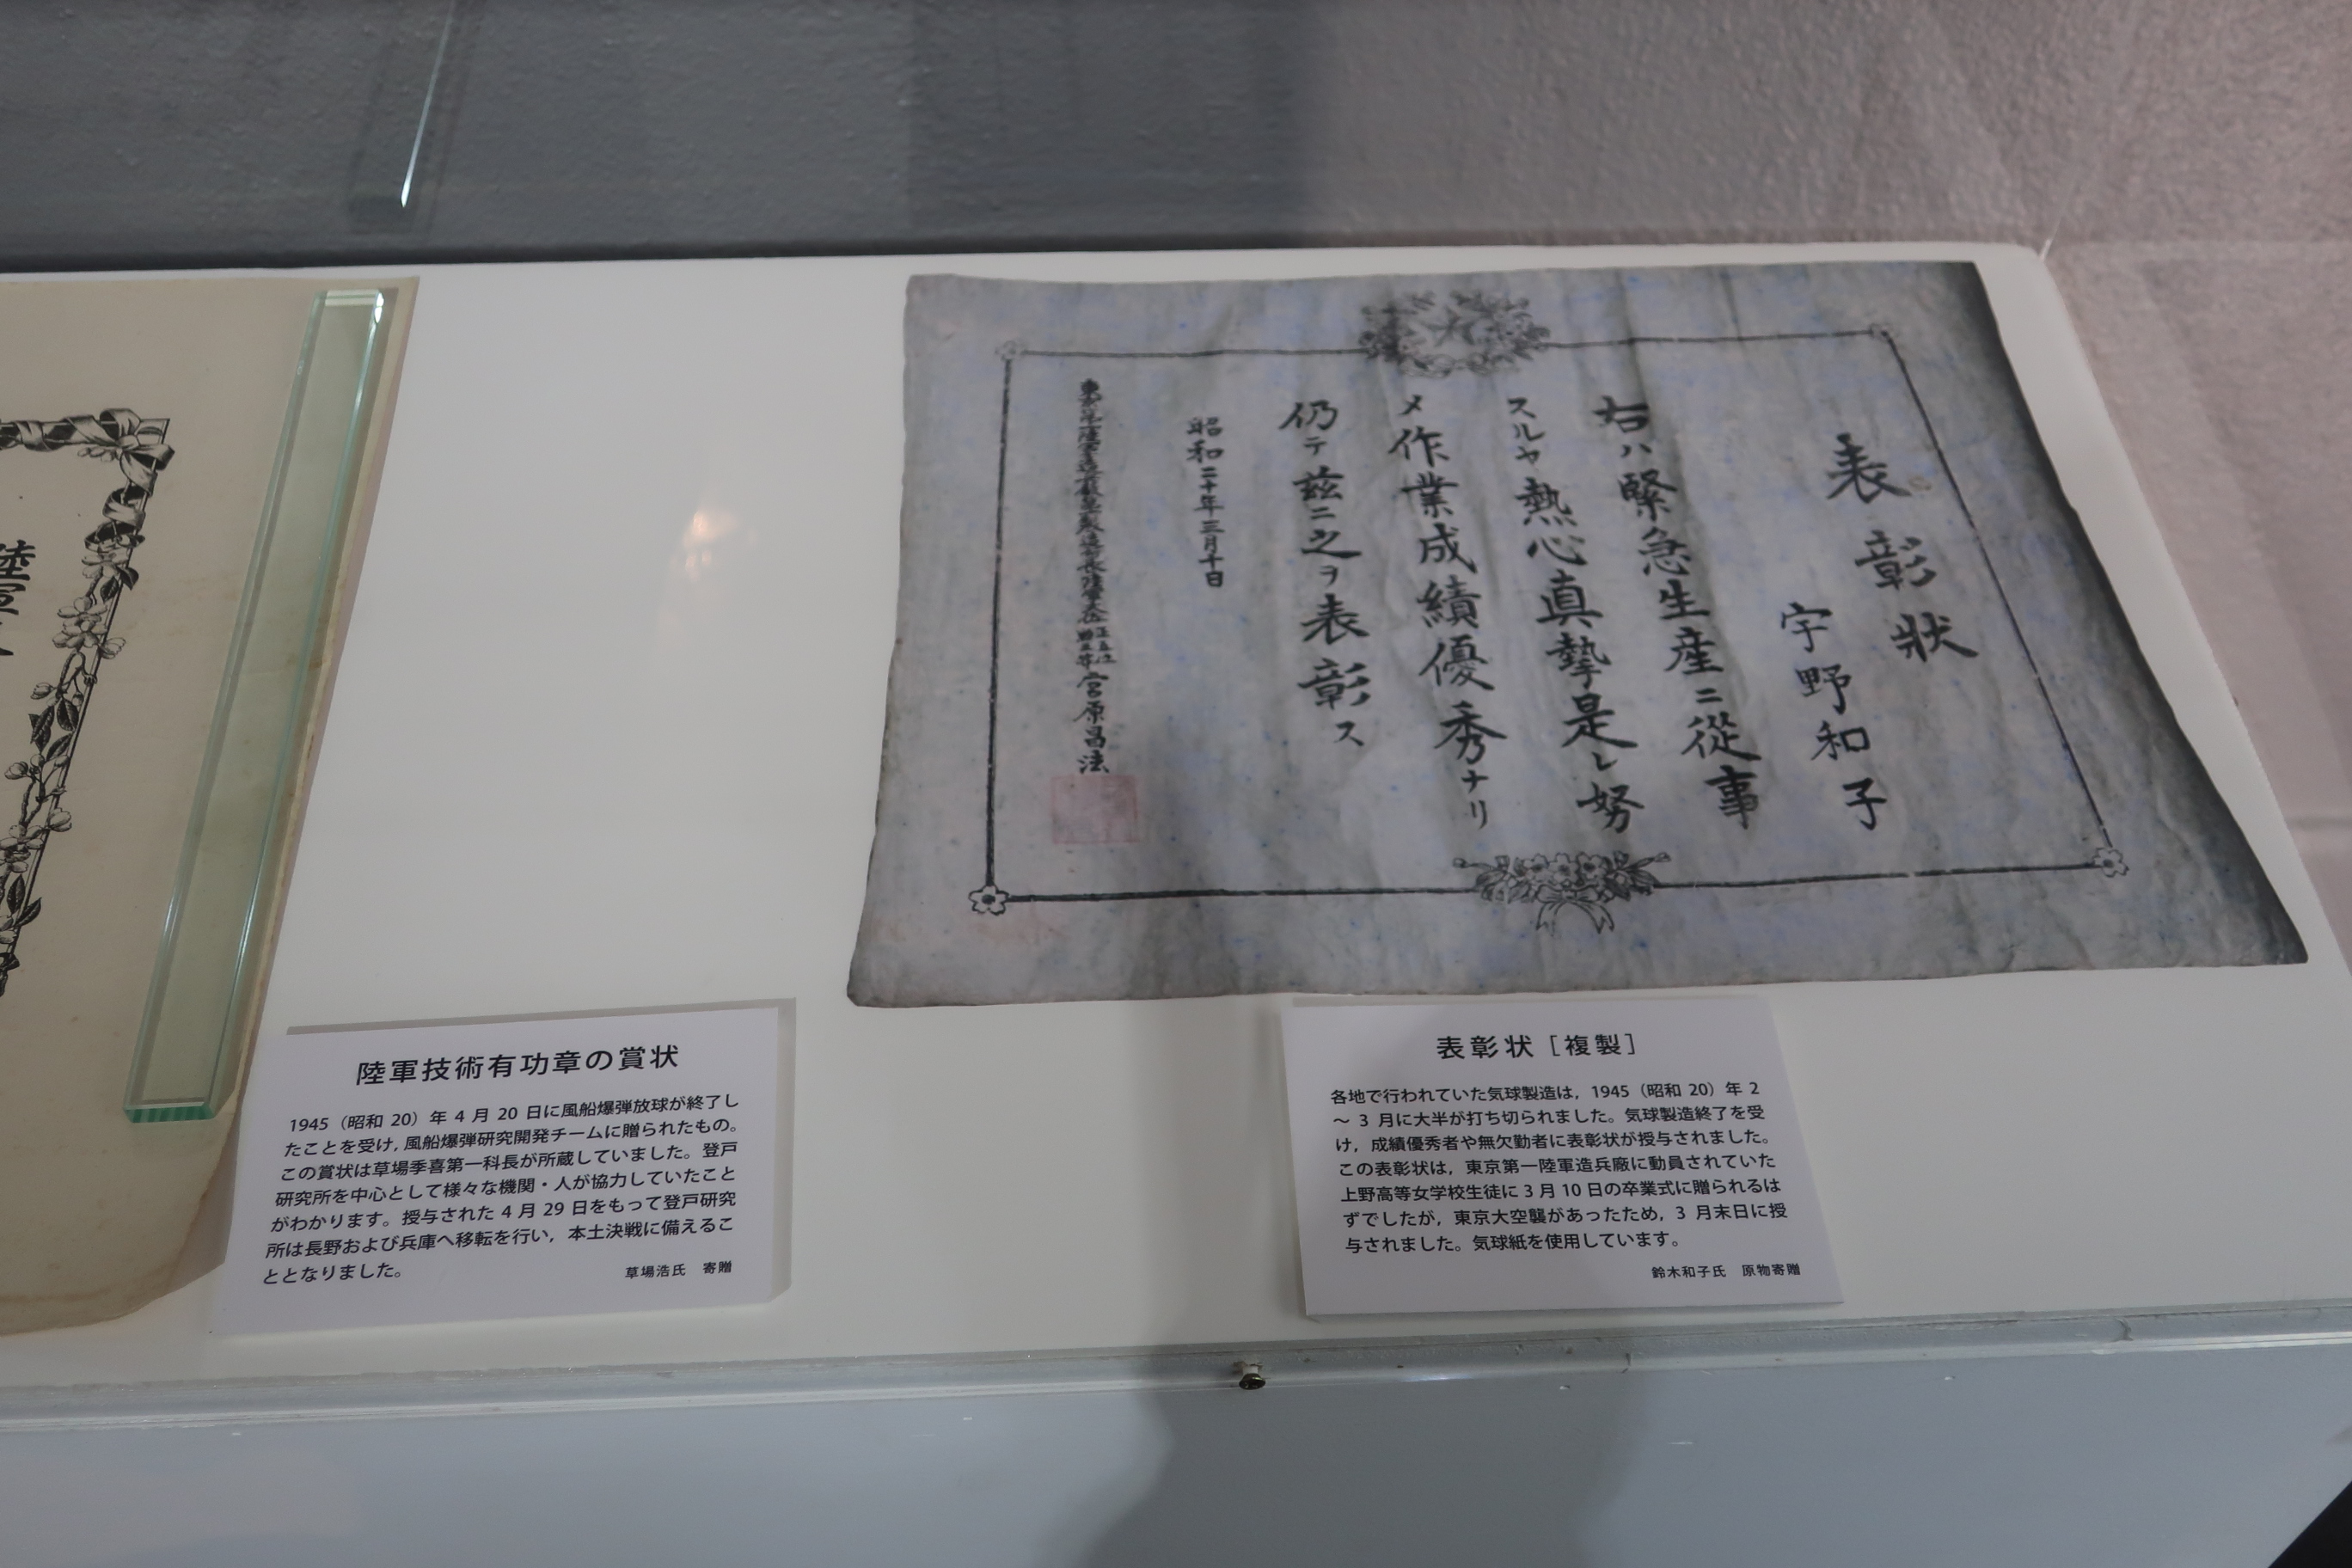 表彰状
宇野和子
右ハ緊急生産ニ従事
スルヤ熱心真摯是レ努
メ作業成績優秀ナリ
仍テ茲ニ之ヲ表彰ス
昭和二十年三月十日
宮原昌法
陸軍
陸軍技術有功章の賞状
1945（昭和 20）年 4 月 20 日に風船爆弾放球が終了し
たことを受け，風船爆弾研究開発チームに贈られたもの。
この賞状は草場季喜第一科長が所蔵していました。登戸
研究所を中心として様々な機関・人が協力していたこと
がわかります。授与された 4 月 29 日をもって登戸研究
所は長野および兵庫へ移転を行い，本土決戦に備えるこ
ととなりました。
草場浩氏　寄贈
表彰状［複製］
各地で行われていた気球製造は，1945（昭和 20）年 2
～ 3 月に大半が打ち切られました。気球製造終了を受
け，成績優秀者や無欠勤者に表彰状が授与されました。
この表彰状は，東京第一陸軍造兵廠に動員されていた
上野高等女学校生徒に 3 月 10 日の卒業式に贈られるは
ずでしたが，東京大空襲があったため，3 月末日に授
与されました。気球紙を使用しています。
鈴木和子氏　原物寄贈